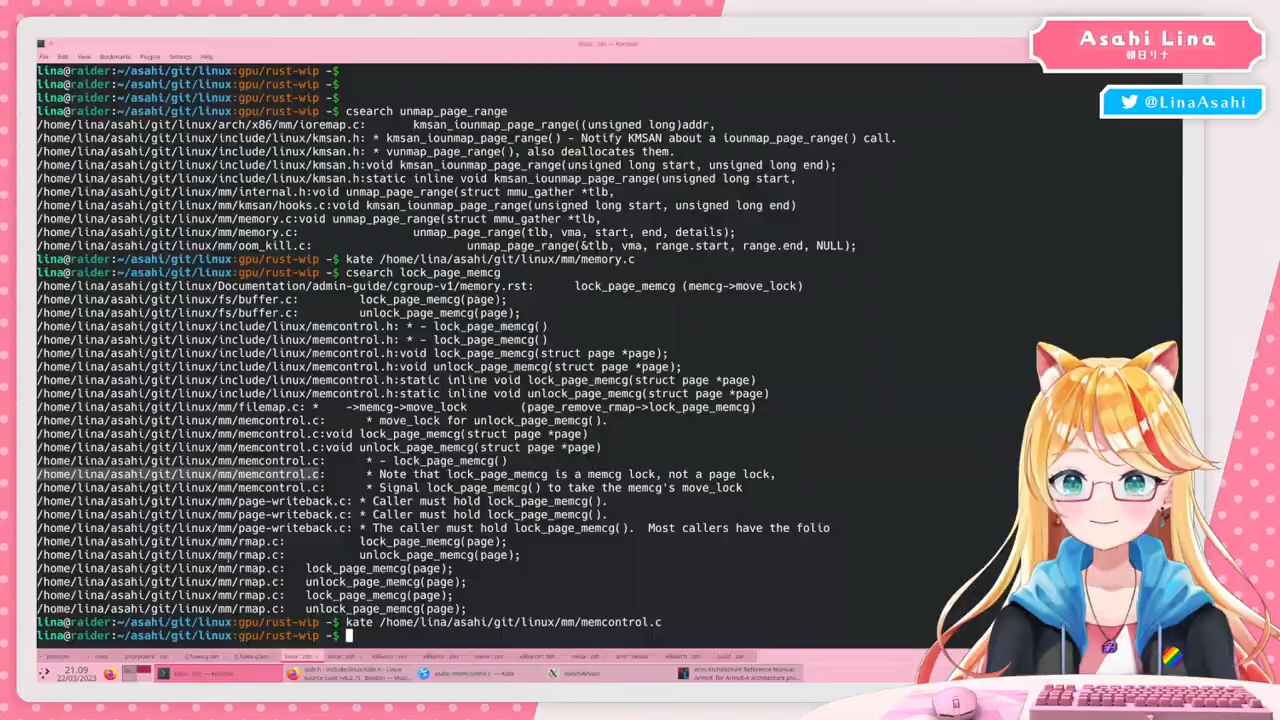 Asahi Lina
朝日リナ
@LinaAsahi
File Edit View Bookmarks Plugins Settings Help
lina@raider:~/asahi/git/linux:gpu/rust-wip -$
lina@raider:~/asahi/git/linux:gpu/rust-wip -$
lina@raider:~/asahi/git/linux:gpu/rust-wip -$
lina@raider:~/asahi/git/linux:gpu/rust-wip -$ csearch unmap_page_range
/home/lina/asahi/git/linux/arch/x86/mm/ioremap.c: kmsan_iounmap_page_range((unsigned long)addr,
/home/lina/asahi/git/linux/include/linux/kmsan.h: * kmsan_iounmap_page_range() - Notify KMSAN about a iounmap_page_range() call.
/home/lina/asahi/git/linux/include/linux/kmsan.h: * vunmap_page_range(), also deallocates them.
/home/lina/asahi/git/linux/include/linux/kmsan.h:void kmsan_iounmap_page_range(unsigned long start, unsigned long end);
/home/lina/asahi/git/linux/include/linux/kmsan.h:static inline void kmsan_iounmap_page_range(unsigned long start,
/home/lina/asahi/git/linux/mm/internal.h:void unmap_page_range(struct mmu_gather *tlb,
/home/lina/asahi/git/linux/mm/kmsan/hooks.c:void kmsan_iounmap_page_range(unsigned long start, unsigned long end)
/home/lina/asahi/git/linux/mm/memory.c:void unmap_page_range(struct mmu_gather *tlb,
/home/lina/asahi/git/linux/mm/memory.c: unmap_page_range(tlb, vma, start, end, details);
/home/lina/asahi/git/linux/mm/oom_kill.c: unmap_page_range(&tlb, vma, range.start, range.end, NULL);
lina@raider:~/asahi/git/linux:gpu/rust-wip -$ kate /home/lina/asahi/git/linux/mm/memory.c
lina@raider:~/asahi/git/linux:gpu/rust-wip -$ csearch lock_page_memcg
/home/lina/asahi/git/linux/Documentation/admin-guide/cgroup-v1/memory.rst: lock_page_memcg (memcg->move_lock)
/home/lina/asahi/git/linux/fs/buffer.c: lock_page_memcg(page);
/home/lina/asahi/git/linux/fs/buffer.c: unlock_page_memcg(page);
/home/lina/asahi/git/linux/include/linux/memcontrol.h: * - lock_page_memcg()
/home/lina/asahi/git/linux/include/linux/memcontrol.h: * - lock_page_memcg()
/home/lina/asahi/git/linux/include/linux/memcontrol.h:void lock_page_memcg(struct page *page);
/home/lina/asahi/git/linux/include/linux/memcontrol.h:void unlock_page_memcg(struct page *page);
/home/lina/asahi/git/linux/include/linux/memcontrol.h:static inline void lock_page_memcg(struct page *page)
/home/lina/asahi/git/linux/include/linux/memcontrol.h:static inline void unlock_page_memcg(struct page *page)
/home/lina/asahi/git/linux/mm/filemap.c: * ->memcg->move_lock (page_remove_rmap->lock_page_memcg)
/home/lina/asahi/git/linux/mm/memcontrol.c: * move_lock for unlock_page_memcg().
/home/lina/asahi/git/linux/mm/memcontrol.c:void lock_page_memcg(struct page *page)
/home/lina/asahi/git/linux/mm/memcontrol.c:void unlock_page_memcg(struct page *page)
/home/lina/asahi/git/linux/mm/memcontrol.c: * - lock_page_memcg()
/home/lina/asahi/git/linux/mm/memcontrol.c: * Note that lock_page_memcg is a memcg lock, not a page lock,
/home/lina/asahi/git/linux/mm/memcontrol.c: * Signal lock_page_memcg() to take the memcg's move_lock
/home/lina/asahi/git/linux/mm/page-writeback.c: * Caller must hold lock_page_memcg().
/home/lina/asahi/git/linux/mm/page-writeback.c: * Caller must hold lock_page_memcg().
/home/lina/asahi/git/linux/mm/page-writeback.c: * The caller must hold lock_page_memcg().  Most callers have the folio
/home/lina/asahi/git/linux/mm/rmap.c: lock_page_memcg(page);
/home/lina/asahi/git/linux/mm/rmap.c: unlock_page_memcg(page);
/home/lina/asahi/git/linux/mm/rmap.c: lock_page_memcg(page);
/home/lina/asahi/git/linux/mm/rmap.c: unlock_page_memcg(page);
/home/lina/asahi/git/linux/mm/rmap.c: lock_page_memcg(page);
/home/lina/asahi/git/linux/mm/rmap.c: unlock_page_memcg(page);
lina@raider:~/asahi/git/linux:gpu/rust-wip -$ kate /home/lina/asahi/git/linux/mm/memcontrol.c
lina@raider:~/asahi/git/linux:gpu/rust-wip -$
21.09
22/03/2023
Arm Architecture Reference Manual